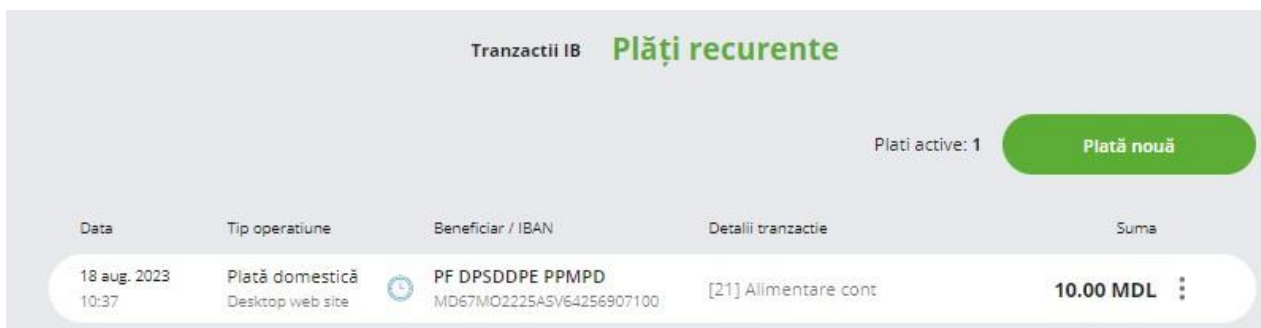 Tranzactii IB Plăți recurente
Plati active: 1 Plată nouă
Data Tip operatiune Beneficiar / IBAN Detalii tranzactie Suma
18 aug. 2023 Plată domestică PF DPSDDPE PPMPD [21] Alimentare cont 10.00 MDL
10:37 Desktop web site MD67MO2225ASV64256907100